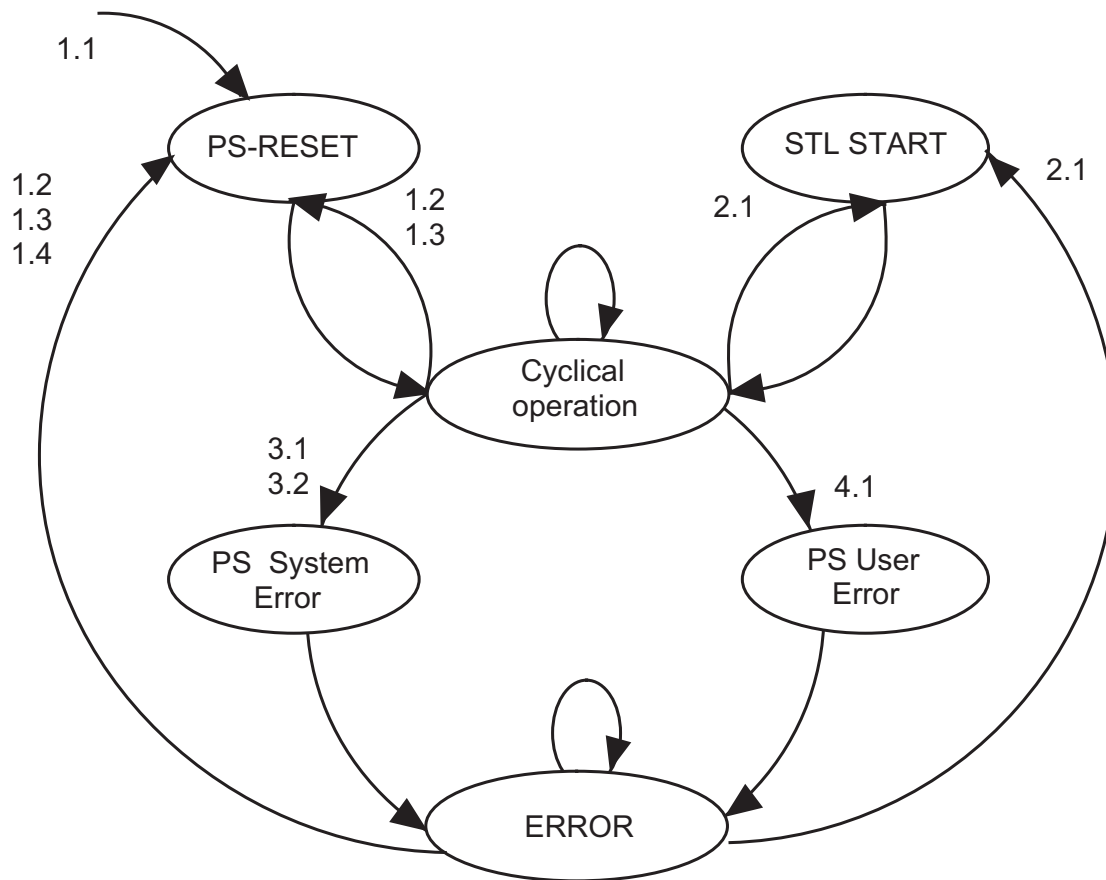 1.1
PS-RESET
STL START
1.2
1.3
1.4
1.2
1.3
2.1
2.1
Cyclical
operation
3.1
3.2
4.1
PS System
Error
PS User
Error
ERROR